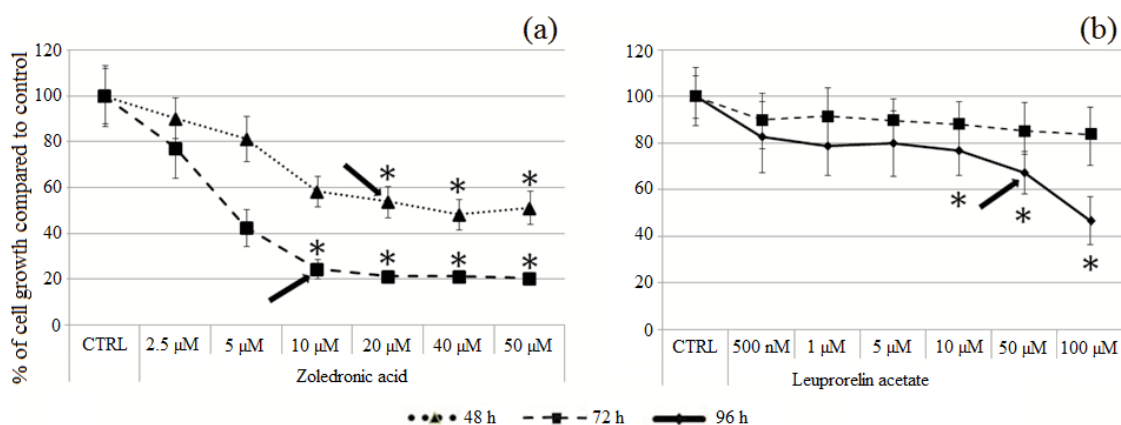 (a)
(b)
% of cell growth compared to control
120
100
80
60
40
20
0
* * *
* * * *
CTRL 2.5 μM 5 μM 10 μM 20 μM 40 μM 50 μM
Zoledronic acid
120
100
80
60
40
20
0
* * *
CTRL 500 nM 1 μM 5 μM 10 μM 50 μM 100 μM
Leuprorelin acetate
48 h 72 h 96 h